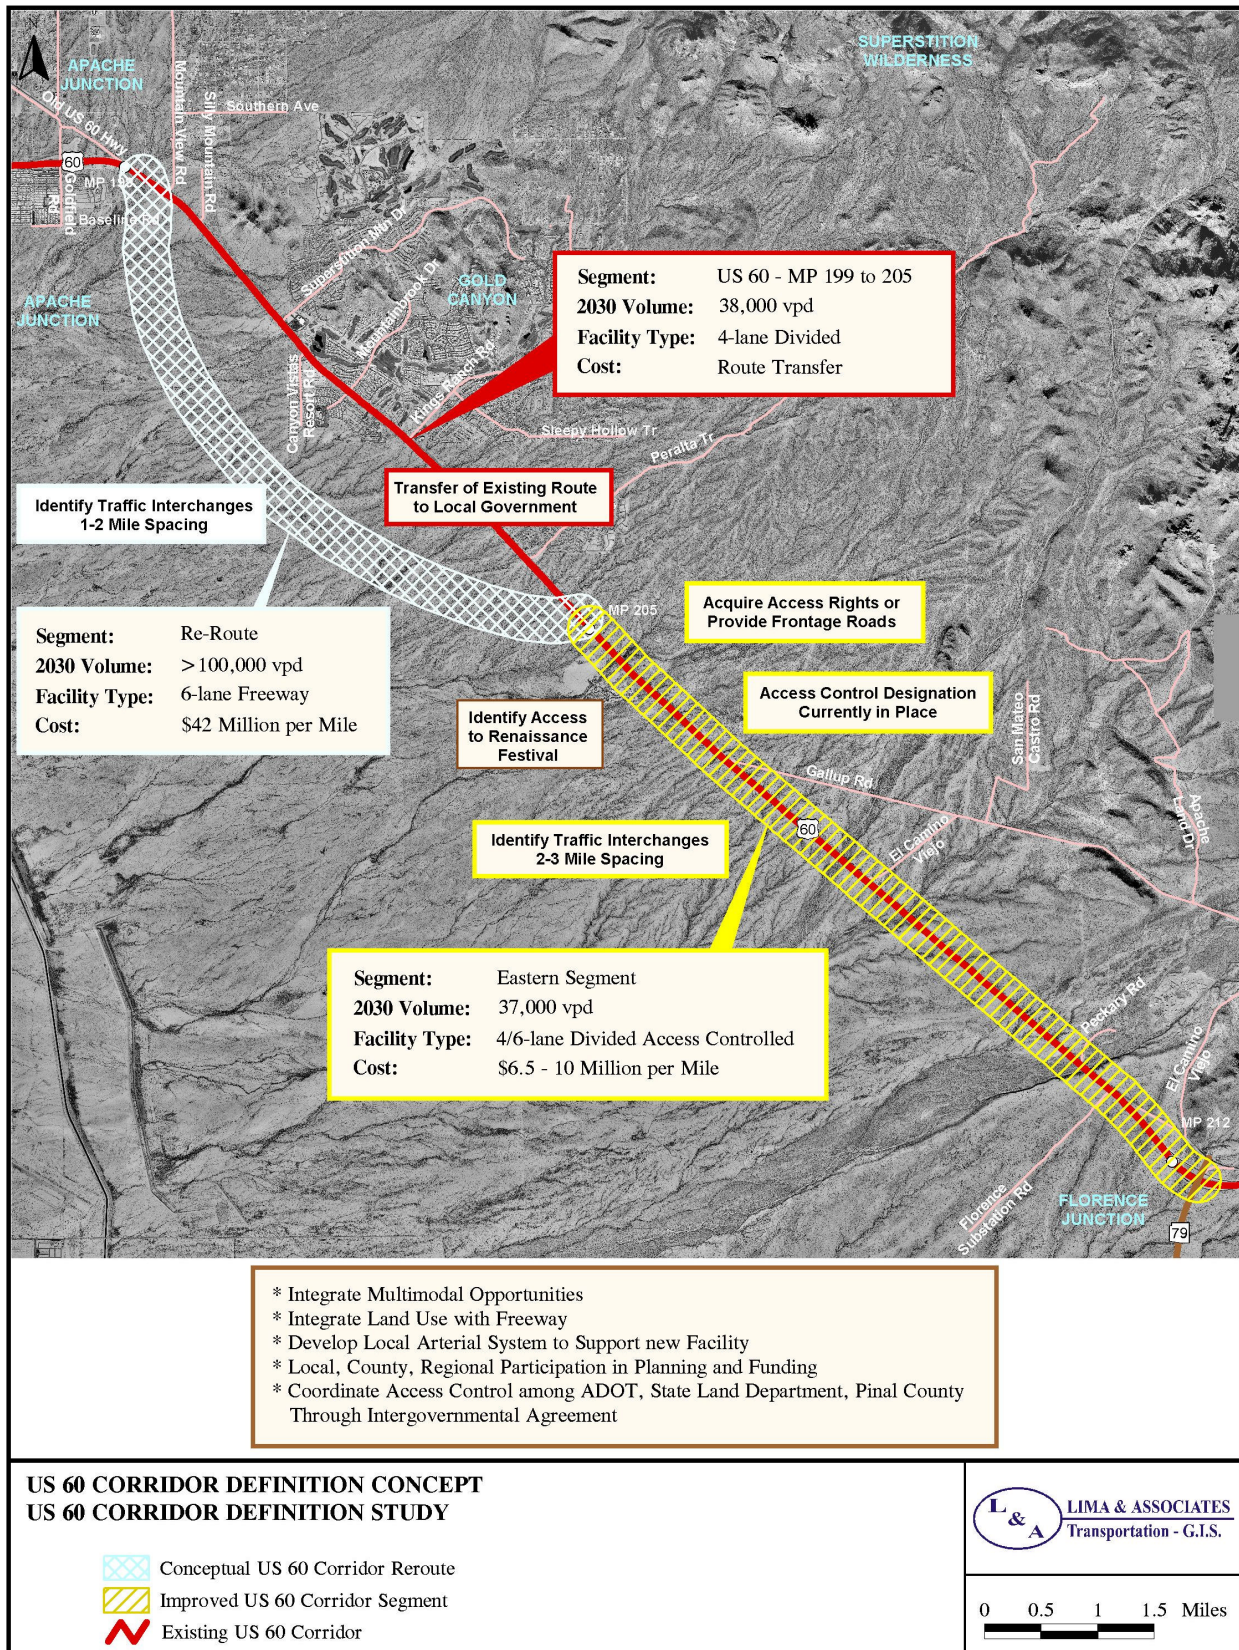 N
SUPERSTITION
WILDERNESS
APACHE
JUNCTION
Old US 60 Hwy
Mountain View Rd
Silly Mountain Rd
Southern Ave
60
MP 199
Goldfield
Rd
Baseline Rd
Superstition Mtn Dr
Mountainbrook Dr
GOLD
CANYON
APACHE
JUNCTION
Segment: US 60 - MP 199 to 205
2030 Volume: 38,000 vpd
Facility Type: 4-lane Divided
Cost: Route Transfer
Canyon Vistas
Resort Rd
Kings Ranch Rd
Sleepy Hollow Tr
Peralta Tr
Transfer of Existing Route
to Local Government
Identify Traffic Interchanges
1-2 Mile Spacing
Segment: Re-Route
2030 Volume: >100,000 vpd
Facility Type: 6-lane Freeway
Cost: $42 Million per Mile
MP 205
Acquire Access Rights or
Provide Frontage Roads
Access Control Designation
Currently in Place
Identify Access
to Renaissance
Festival
San Mateo
Castro Rd
Gallup Rd
60
El Camino
Viejo
Apache
Land Dr
Identify Traffic Interchanges
2-3 Mile Spacing
Segment: Eastern Segment
2030 Volume: 37,000 vpd
Facility Type: 4/6-lane Divided Access Controlled
Cost: $6.5 - 10 Million per Mile
Peckary Rd
El Camino
Viejo
MP 212
Florence
Substation Rd
FLORENCE
JUNCTION
79
* Integrate Multimodal Opportunities
* Integrate Land Use with Freeway
* Develop Local Arterial System to Support new Facility
* Local, County, Regional Participation in Planning and Funding
* Coordinate Access Control among ADOT, State Land Department, Pinal County
Through Intergovernmental Agreement
US 60 CORRIDOR DEFINITION CONCEPT
US 60 CORRIDOR DEFINITION STUDY
Conceptual US 60 Corridor Reroute
Improved US 60 Corridor Segment
Existing US 60 Corridor
L & A
LIMA & ASSOCIATES
Transportation - G.I.S.
0 0.5 1 1.5 Miles